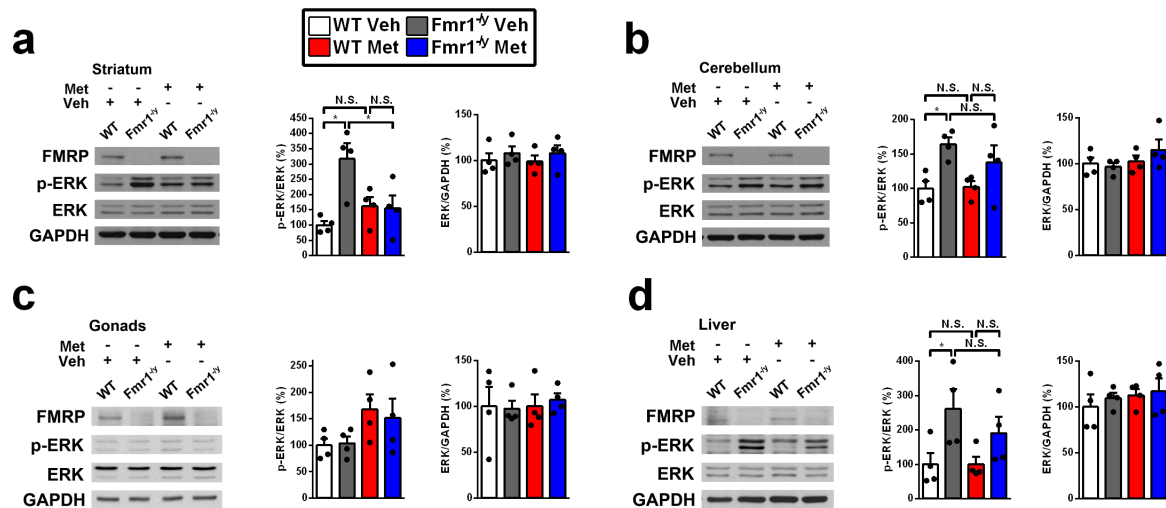 WT Veh Fmr1-/y Veh
WT Met Fmr1-/y Met
a
Striatum
Met - - + +
Veh + + - -
WT Fmr1-/y WT Fmr1-/y
FMRP
p-ERK
ERK
GAPDH
N.S. N.S.
* *
p-ERK/ERK (%)
450
400
350
300
250
200
150
100
50
0
ERK/GAPDH (%)
150
100
50
0
b
Cerebellum
Met - - + +
Veh + + - -
WT Fmr1-/y WT Fmr1-/y
FMRP
p-ERK
ERK
GAPDH
N.S. N.S.
* N.S.
p-ERK/ERK (%)
200
150
100
50
0
ERK/GAPDH (%)
150
100
50
0
c
Gonads
Met - - + +
Veh + + - -
WT Fmr1-/y WT Fmr1-/y
FMRP
p-ERK
ERK
GAPDH
p-ERK/ERK (%)
300
250
200
150
100
50
0
ERK/GAPDH (%)
150
100
50
0
d
Liver
Met - - + +
Veh + + - -
WT Fmr1-/y WT Fmr1-/y
FMRP
p-ERK
ERK
GAPDH
N.S. N.S.
* N.S.
p-ERK/ERK (%)
400
300
200
100
0
ERK/GAPDH (%)
150
100
50
0